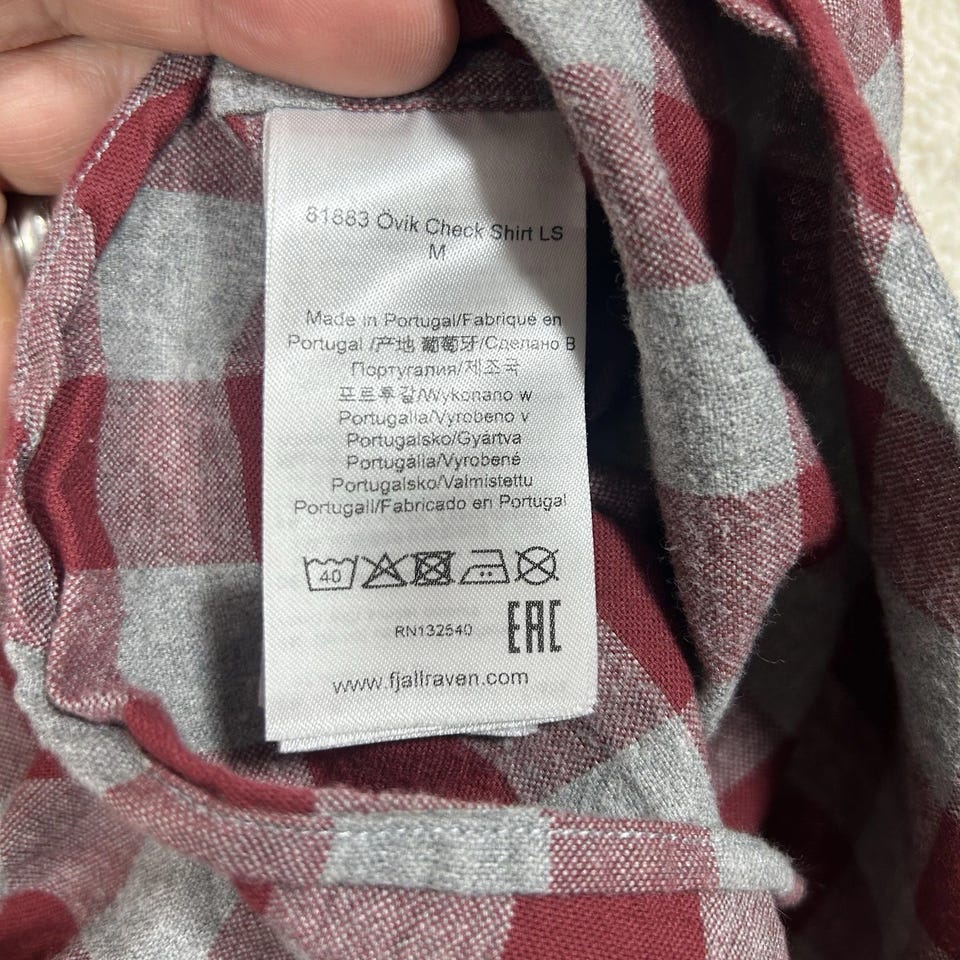 81883 Övik Check Shirt LS
M
Made in Portugal/Fabriqué en
Portugal /产地 葡萄牙/Сделано В
Португалия/제조국
포르투갈/Wykonano w
Portugalia/Vyrobeno v
Portugalsko/Gyártva
Portugália/Vyrobené
Portugalsko/Valmistettu
Portugali/Fabricado en Portugal
40
RN132540
EAC
www.fjallraven.com